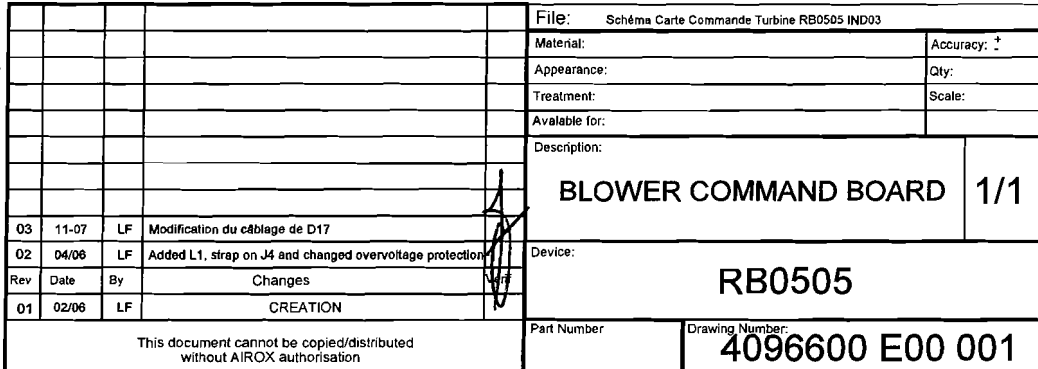 File: Schéma Carte Commande Turbine RB0505 IND03
Material:
Accuracy: ±
Appearance:
Qty:
Treatment:
Scale:
Avalable for:
Description:
BLOWER COMMAND BOARD 1/1
03 11-07 LF Modification du câblage de D17
02 04/06 LF Added L1, strap on J4 and changed overvoltage protection
Rev Date By Changes Verif
01 02/06 LF CREATION
Device:
RB0505
This document cannot be copied/distributed
without AIROX authorisation
Part Number
Drawing Number:
4096600 E00 001